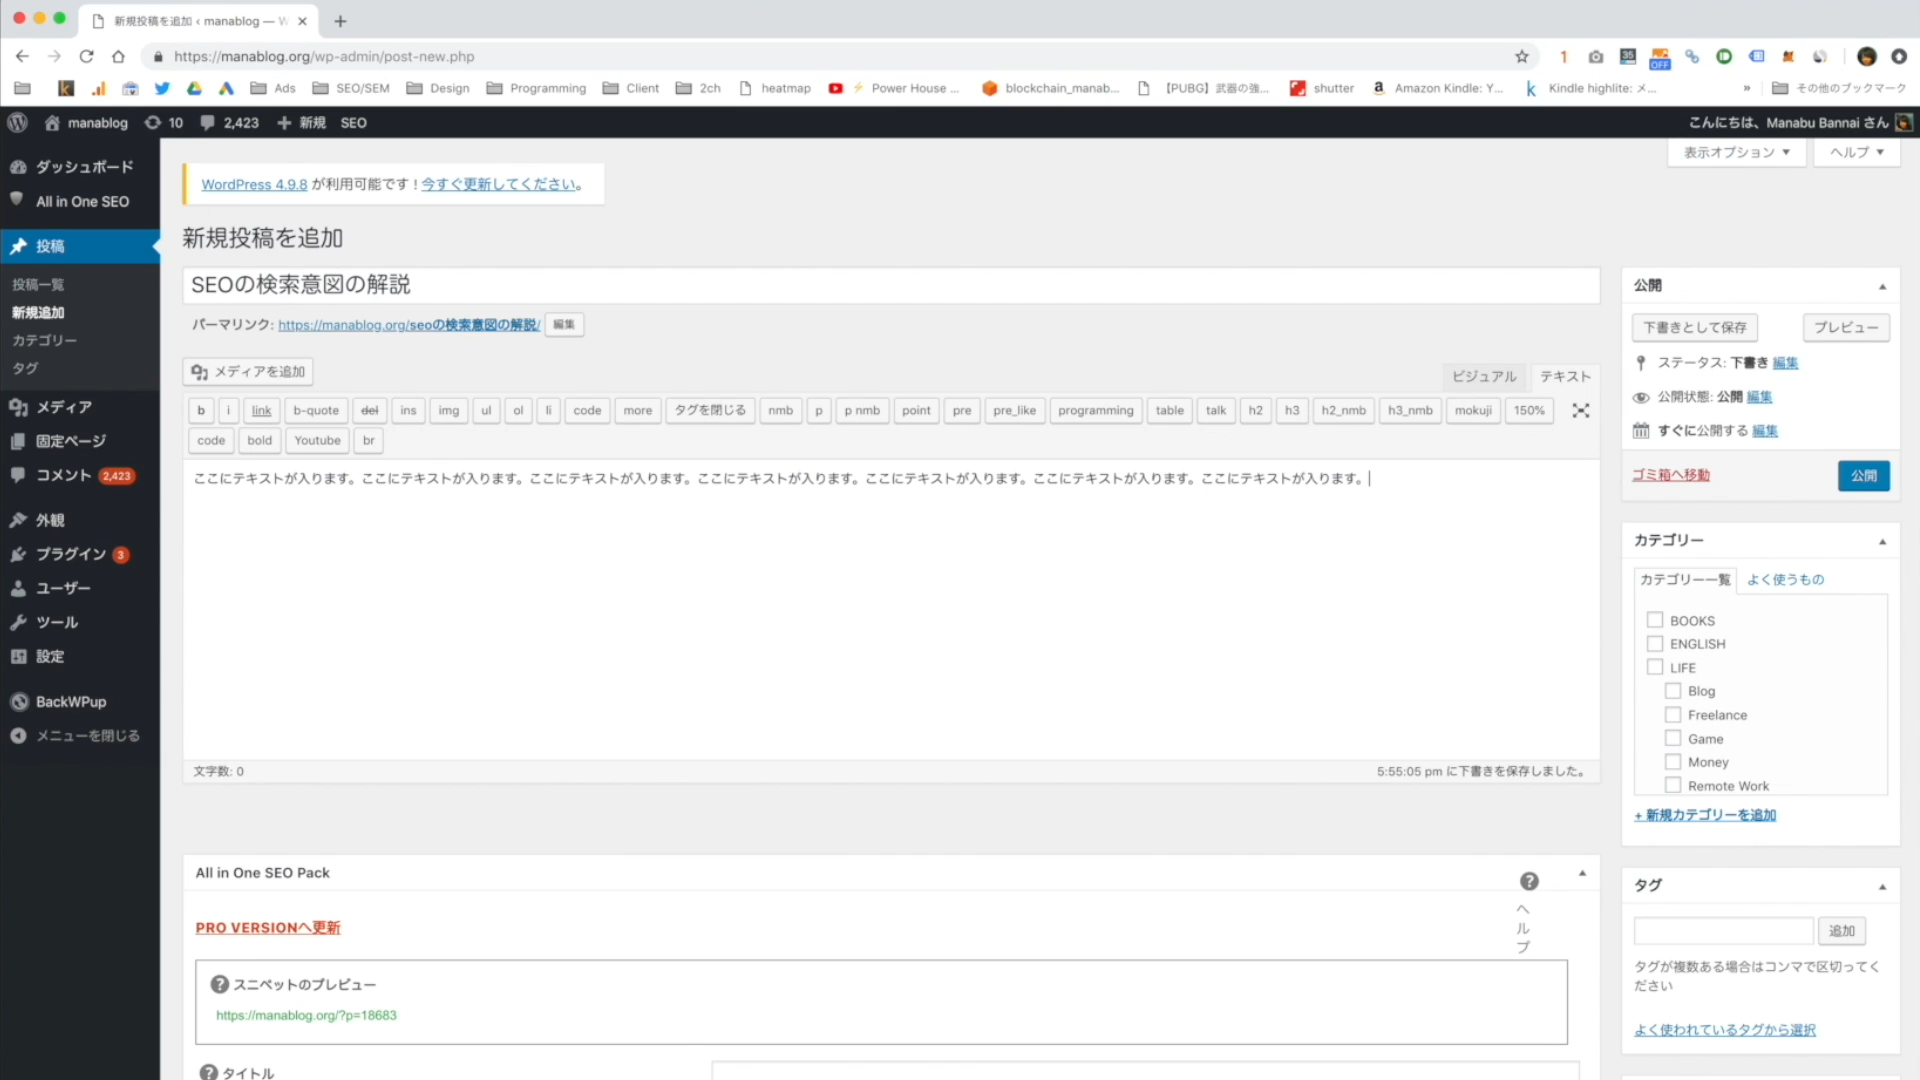 新規投稿を追加 ‹ manablog — W
https://manablog.org/wp-admin/post-new.php
1 35 OFF
Ads SEO/SEM Design Programming Client 2ch heatmap ⚡ Power House ... blockchain_manab... 【PUBG】武器の強... shutter Amazon Kindle: Y... Kindle highlite: メ... » その他のブックマーク
manablog 10 2,423 新規 SEO
こんにちは、Manabu Bannai さん
表示オプション ▼ ヘルプ ▼
ダッシュボード
All in One SEO
投稿
投稿一覧
新規追加
カテゴリー
タグ
メディア
固定ページ
コメント 2,423
外観
プラグイン 3
ユーザー
ツール
設定
BackWPup
メニューを閉じる
WordPress 4.9.8 が利用可能です ! 今すぐ更新してください。
新規投稿を追加
SEOの検索意図の解説
パーマリンク: https://manablog.org/seoの検索意図の解説/ 編集
メディアを追加
ビジュアル テキスト
b i link b-quote del ins img ul ol li code more タグを閉じる nmb p p nmb point pre pre_like programming table talk h2 h3 h2_nmb h3_nmb mokuji 150%
code bold Youtube br
ここにテキストが入ります。ここにテキストが入ります。ここにテキストが入ります。ここにテキストが入ります。ここにテキストが入ります。ここにテキストが入ります。ここにテキストが入ります。
文字数: 0
5:55:05 pm に下書きを保存しました。
All in One SEO Pack
ヘルプ
PRO VERSIONへ更新
スニペットのプレビュー
https://manablog.org/?p=18683
タイトル
公開
下書きとして保存 プレビュー
ステータス: 下書き 編集
公開状態: 公開 編集
すぐに公開する 編集
ゴミ箱へ移動 公開
カテゴリー
カテゴリー一覧 よく使うもの
BOOKS
ENGLISH
LIFE
Blog
Freelance
Game
Money
Remote Work
+ 新規カテゴリーを追加
タグ
追加
タグが複数ある場合はコンマで区切ってく
ださい
よく使われているタグから選択